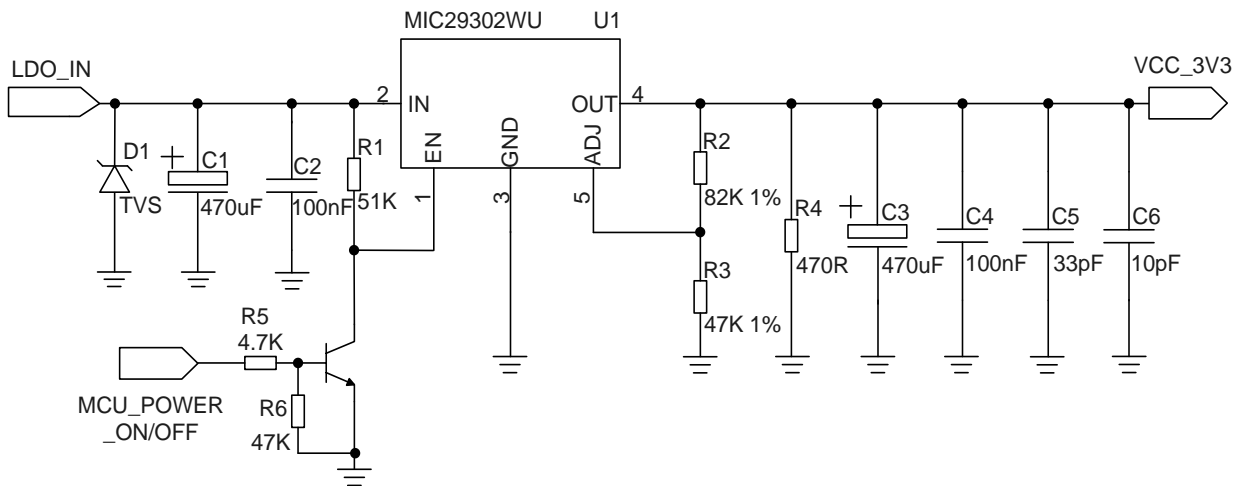 MIC29302WU U1
LDO_IN
VCC_3V3
2 IN
OUT 4
EN
GND
ADJ
1
3
5
D1
TVS
+
C1
470uF
C2
100nF
R1
51K
R2
82K 1%
R3
47K 1%
R4
470R
+
C3
470uF
C4
100nF
C5
33pF
C6
10pF
R5
4.7K
MCU_POWER
_ON/OFF
R6
47K